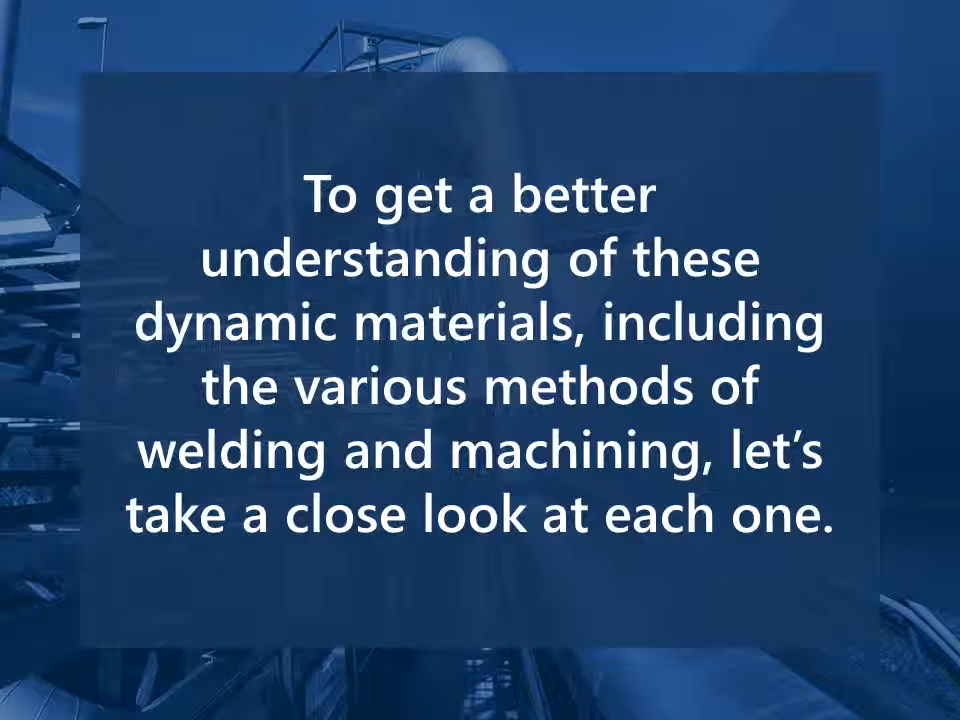 To get a better
understanding of these
dynamic materials, including
the various methods of
welding and machining, let’s
take a close look at each one.